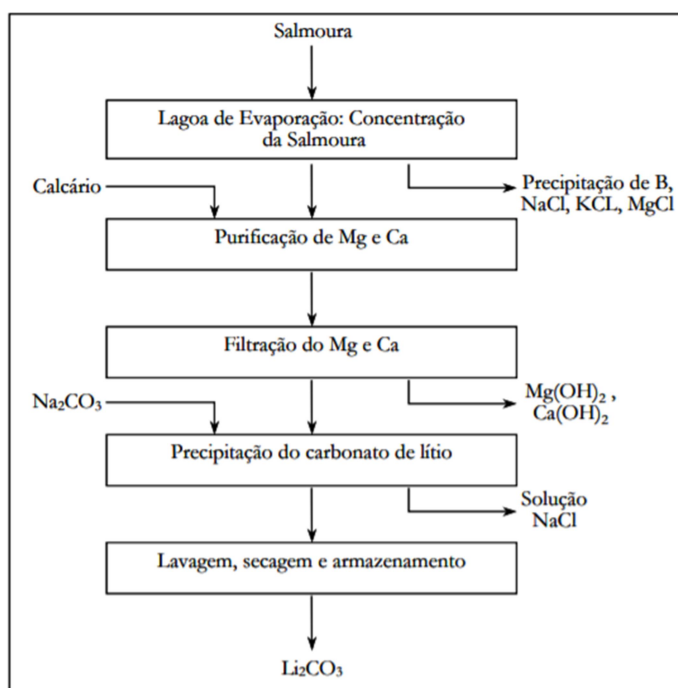 Salmoura
Lagoa de Evaporação: Concentração
da Salmoura
Calcário
Precipitação de B,
NaCl, KCL, MgCl
Purificação de Mg e Ca
Filtração do Mg e Ca
Na₂CO₃
Mg(OH)₂ ,
Ca(OH)₂
Precipitação do carbonato de lítio
Solução
NaCl
Lavagem, secagem e armazenamento
Li₂CO₃